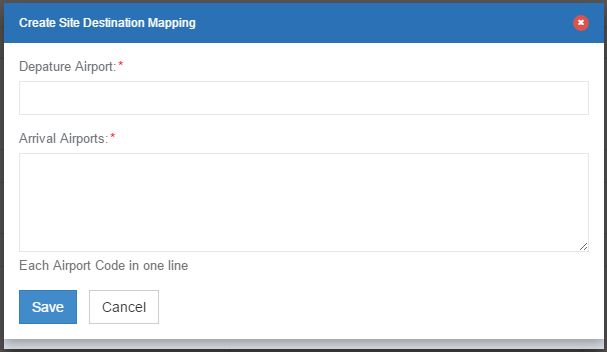 Create Site Destination Mapping
Depature Airport:*
Arrival Airports:*
Each Airport Code in one line
Save Cancel